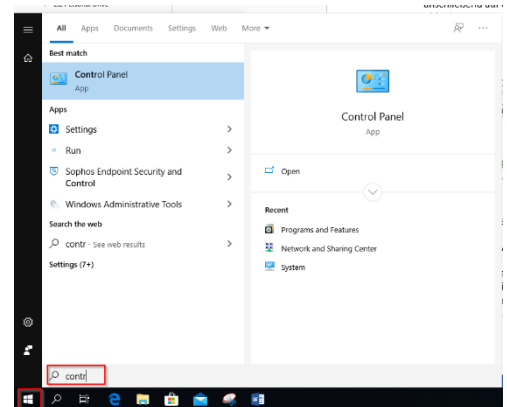 All Apps Documents Settings Web More
Best match
Control Panel
App
Apps
Settings
Run
Sophos Endpoint Security and
Control
Windows Administrative Tools
Search the web
contr - See web results
Settings (7+)
contr
Control Panel
App
Open
Recent
Programs and Features
Network and Sharing Center
System